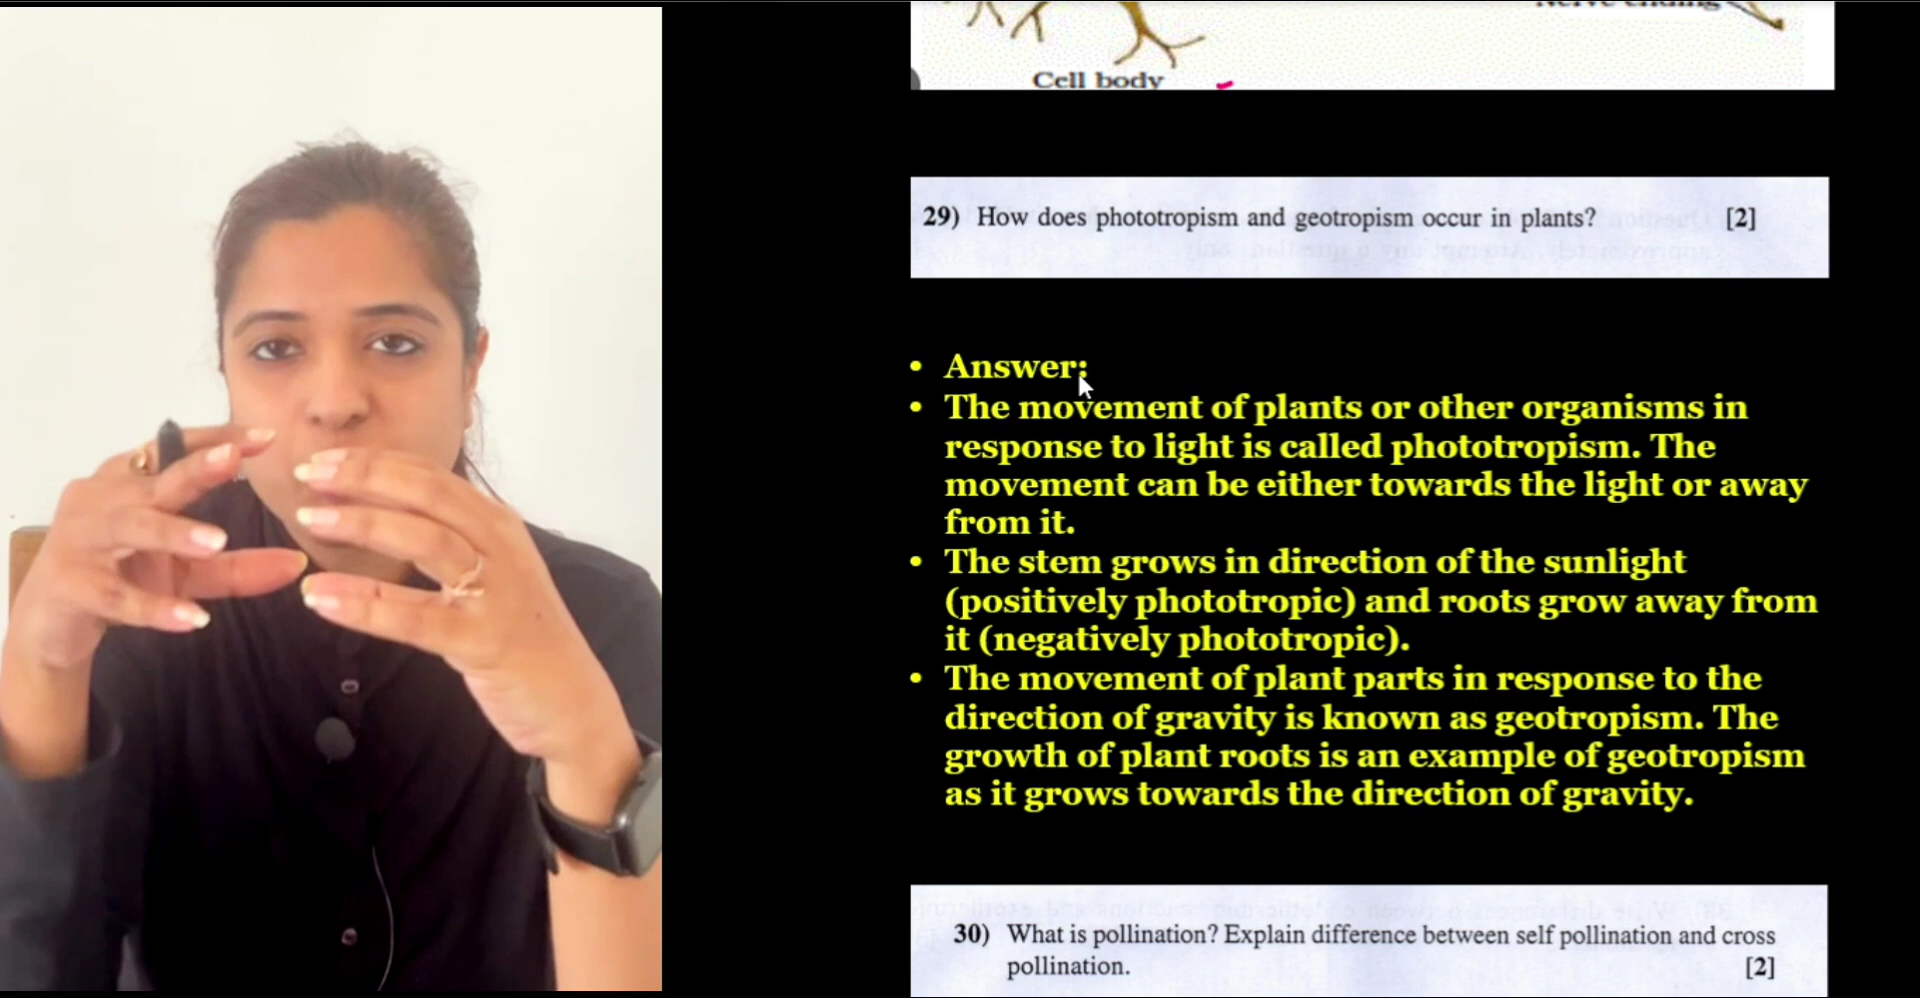 Nerve ending
Cell body
29) How does phototropism and geotropism occur in plants? [2]
• Answer:
• The movement of plants or other organisms in
response to light is called phototropism. The
movement can be either towards the light or away
from it.
• The stem grows in direction of the sunlight
(positively phototropic) and roots grow away from
it (negatively phototropic).
• The movement of plant parts in response to the
direction of gravity is known as geotropism. The
growth of plant roots is an example of geotropism
as it grows towards the direction of gravity.
30) What is pollination? Explain difference between self pollination and cross
pollination. [2]